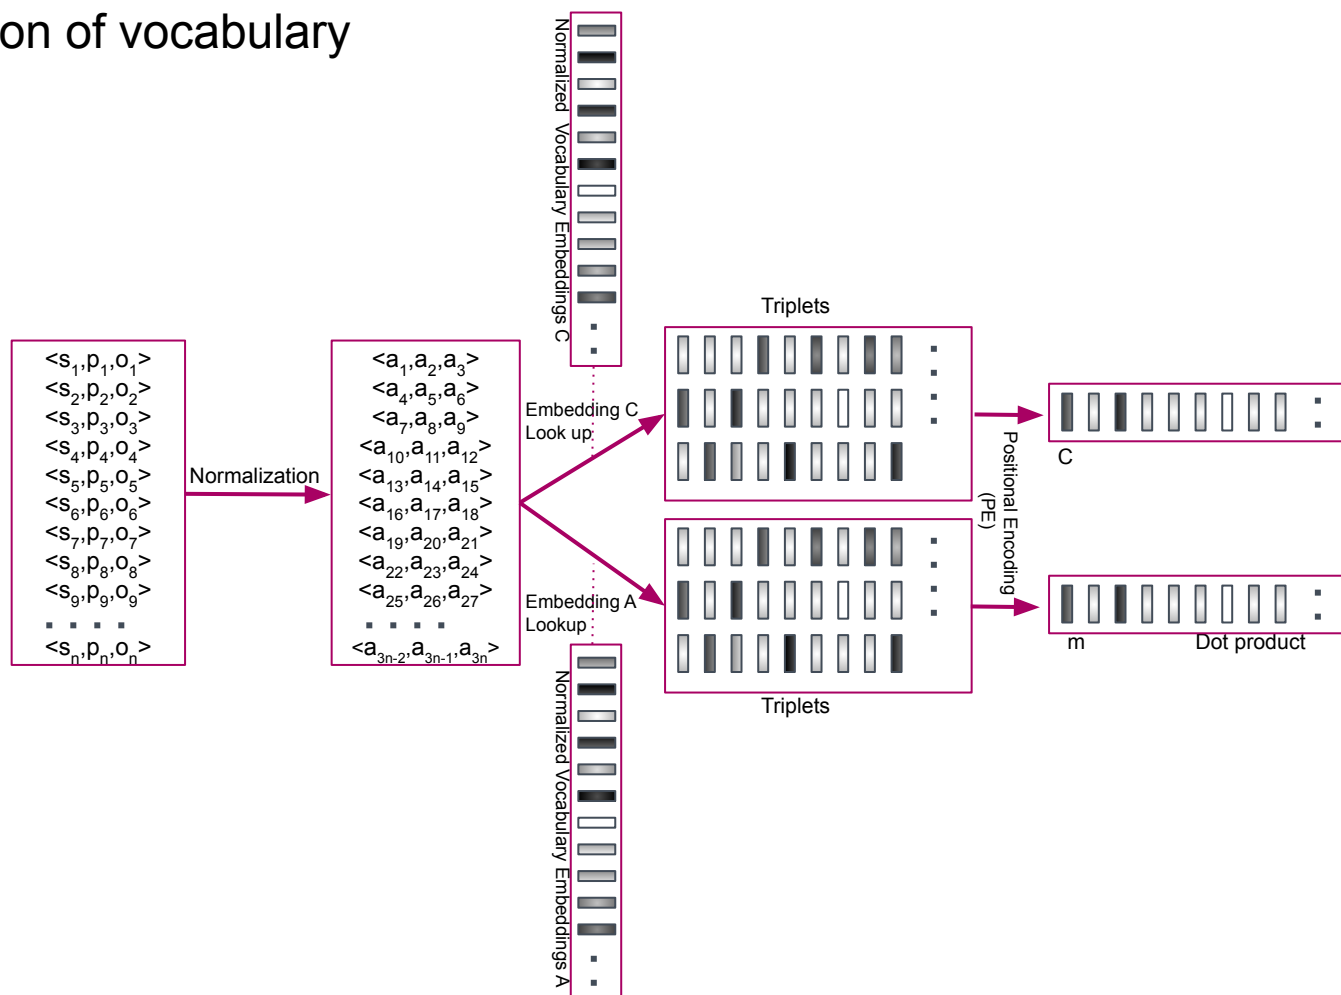 on of vocabulary
Normalized Vocabulary Embeddings C
Triplets
<s1,p1,o1>
<s2,p2,o2>
<s3,p3,o3>
<s4,p4,o4>
<s5,p5,o5>
<s6,p6,o6>
<s7,p7,o7>
<s8,p8,o8>
<s9,p9,o9>
<sn,pn,on>
Normalization
<a1,a2,a3>
<a4,a5,a6>
<a7,a8,a9>
<a10,a11,a12>
<a13,a14,a15>
<a16,a17,a18>
<a19,a20,a21>
<a22,a23,a24>
<a25,a26,a27>
<a3n-2,a3n-1,a3n>
Embedding C
Look up
Embedding A
Lookup
Positional Encoding
(PE)
C
m
Dot product
Triplets
Normalized Vocabulary Embeddings A